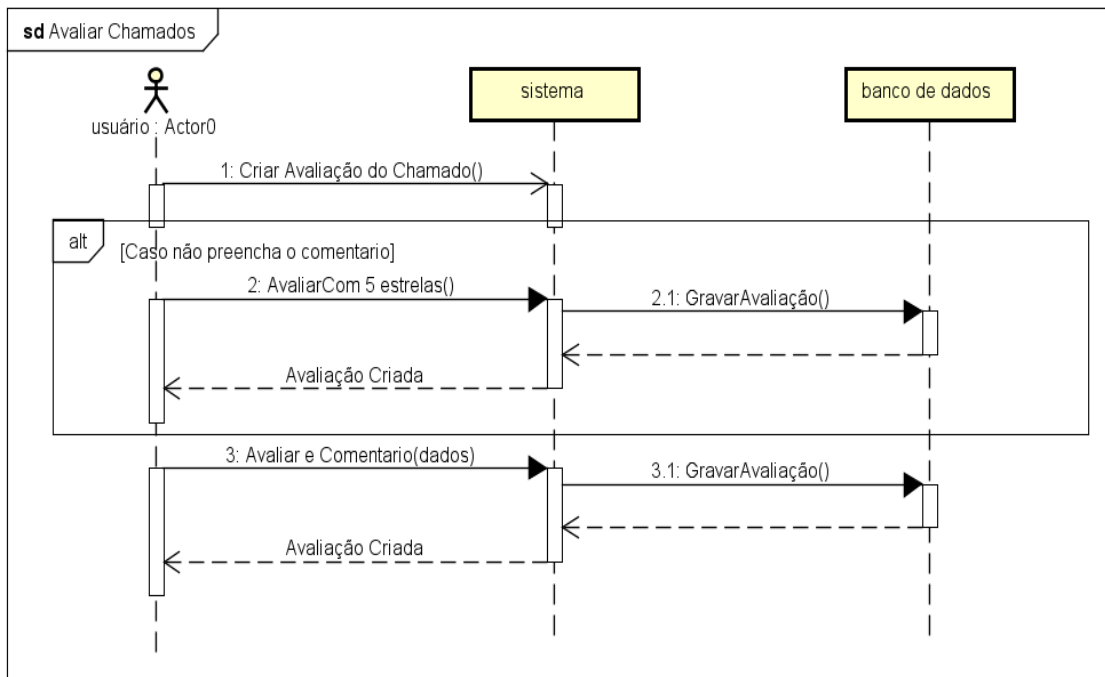 sd Avaliar Chamados
usuário : Actor0
sistema
banco de dados
1: Criar Avaliação do Chamado()
alt
[Caso não preencha o comentario]
2: AvaliarCom 5 estrelas()
2.1: GravarAvaliação()
Avaliação Criada
3: Avaliar e Comentario(dados)
3.1: GravarAvaliação()
Avaliação Criada